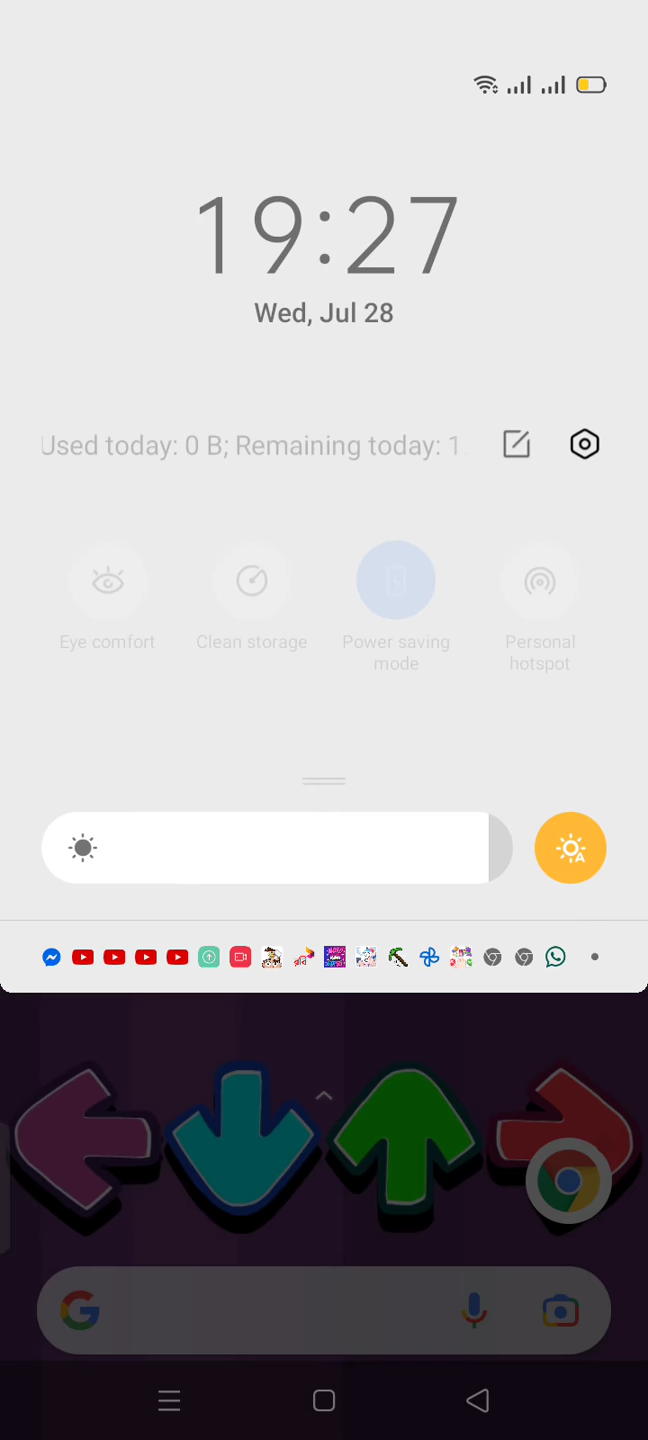 19:27
Wed, Jul 28
Used today: 0 B; Remaining today: 1.
Eye comfort
Clean storage
Power saving
mode
Personal
hotspot